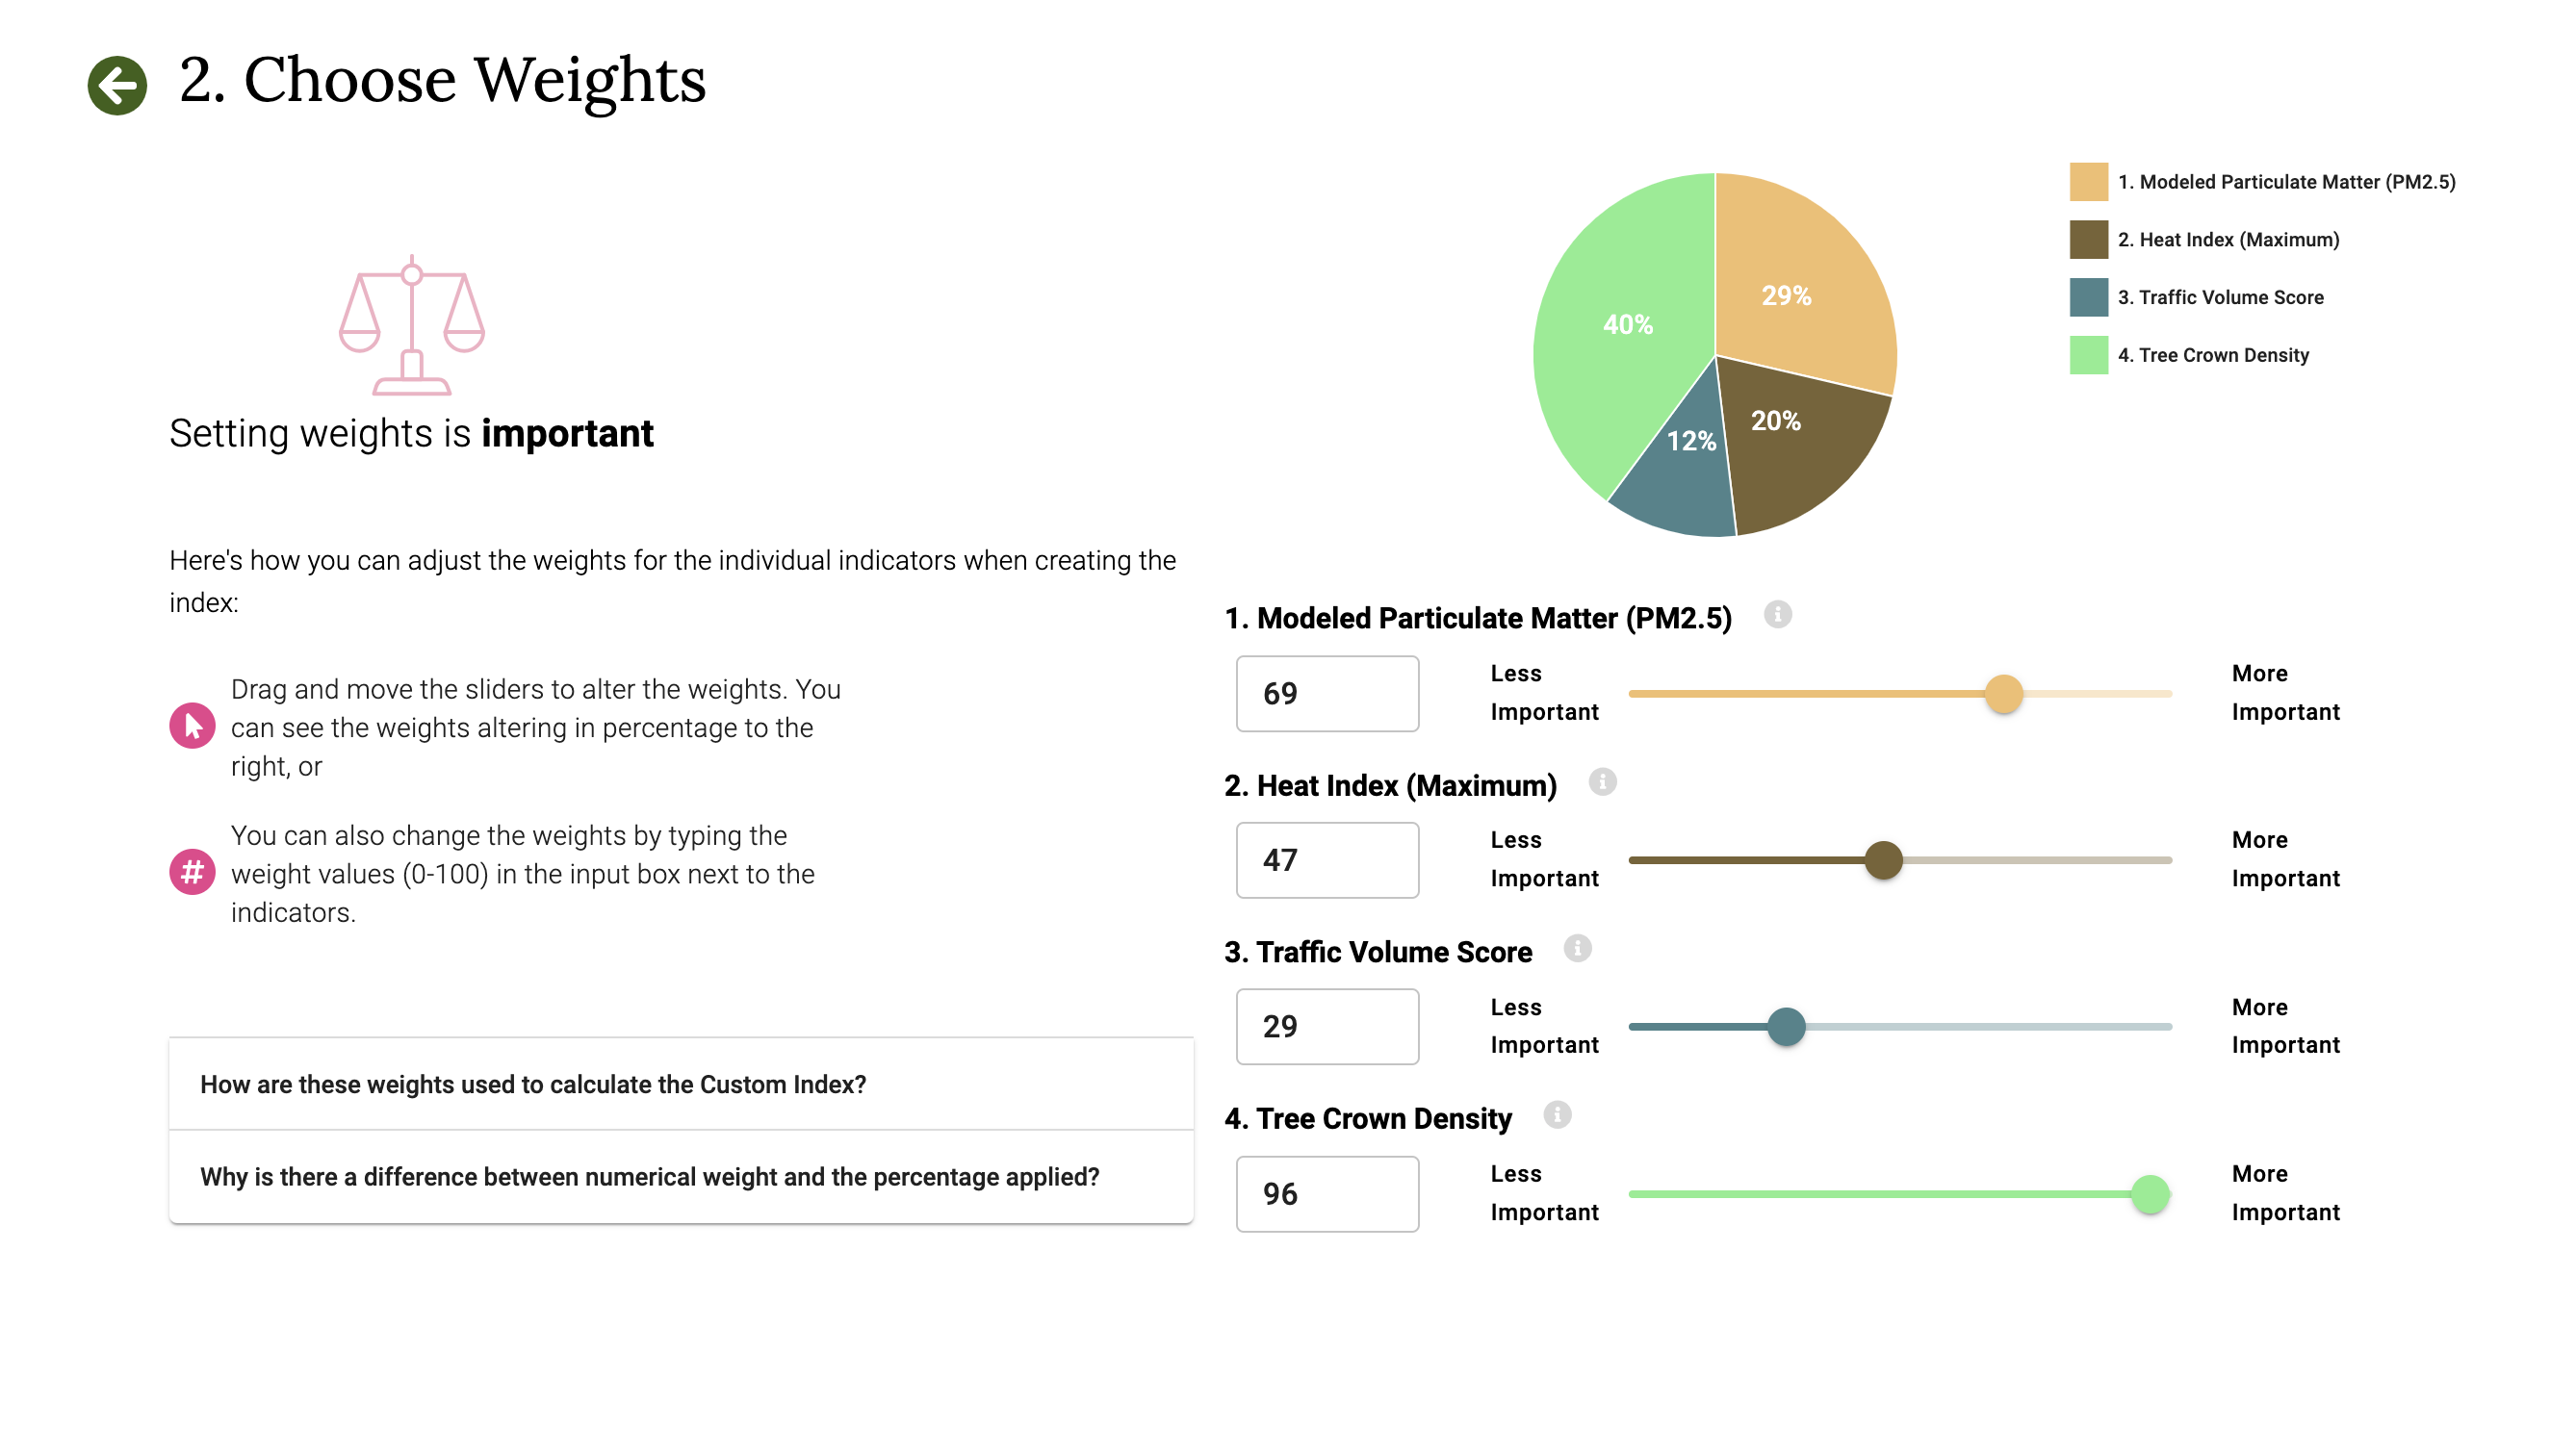 2. Choose Weights
Setting weights is important
Here's how you can adjust the weights for the individual indicators when creating the
index:
Drag and move the sliders to alter the weights. You
can see the weights altering in percentage to the
right, or
#
You can also change the weights by typing the
weight values (0-100) in the input box next to the
indicators.
How are these weights used to calculate the Custom Index?
Why is there a difference between numerical weight and the percentage applied?
29%
20%
12%
40%
1. Modeled Particulate Matter (PM2.5)
2. Heat Index (Maximum)
3. Traffic Volume Score
4. Tree Crown Density
1. Modeled Particulate Matter (PM2.5)
i
69
Less
Important
More
Important
2. Heat Index (Maximum)
i
47
Less
Important
More
Important
3. Traffic Volume Score
i
29
Less
Important
More
Important
4. Tree Crown Density
i
96
Less
Important
More
Important